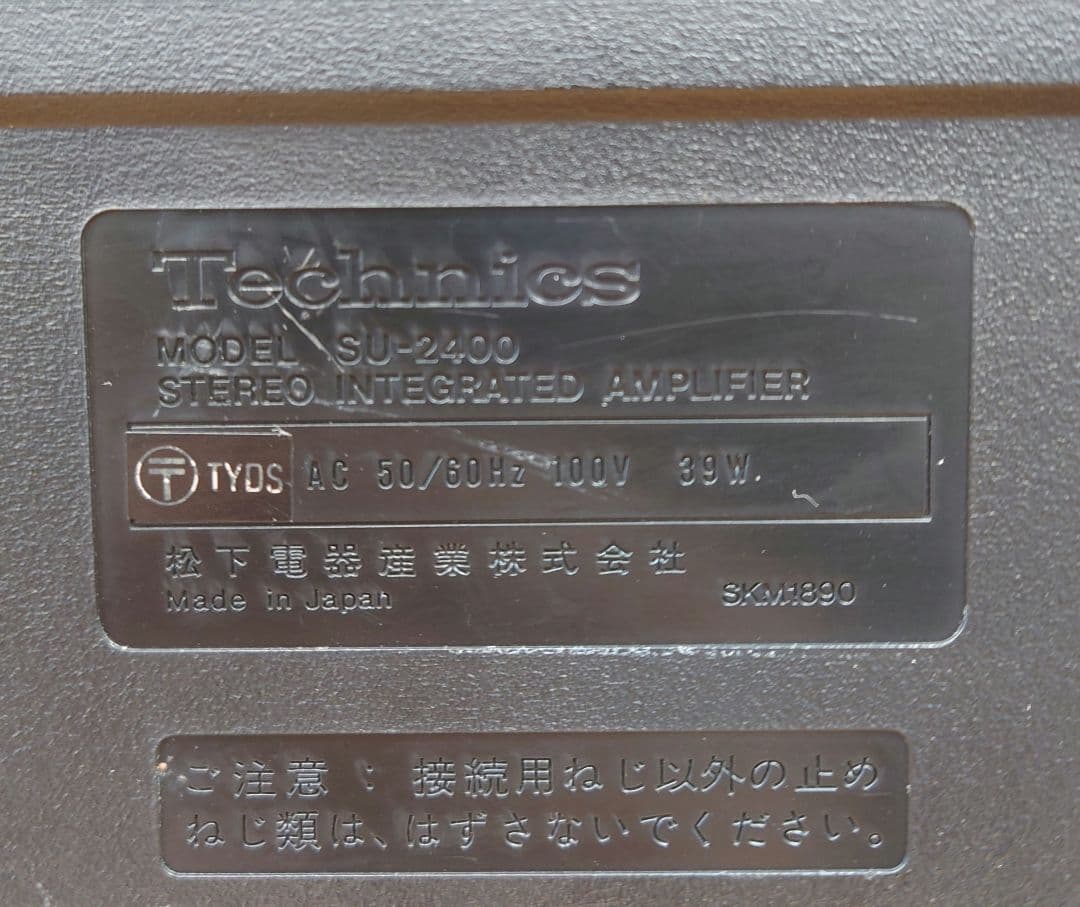 Technics
MODEL SU-2400
STEREO INTEGRATED AMPLIFIER
〒 TYDS AC 50/60Hz 100V 39W.
松下電器産業株式会社
Made in Japan SKM1890
ご注意：接続用ねじ以外の止め
ねじ類は、はずさないでください。